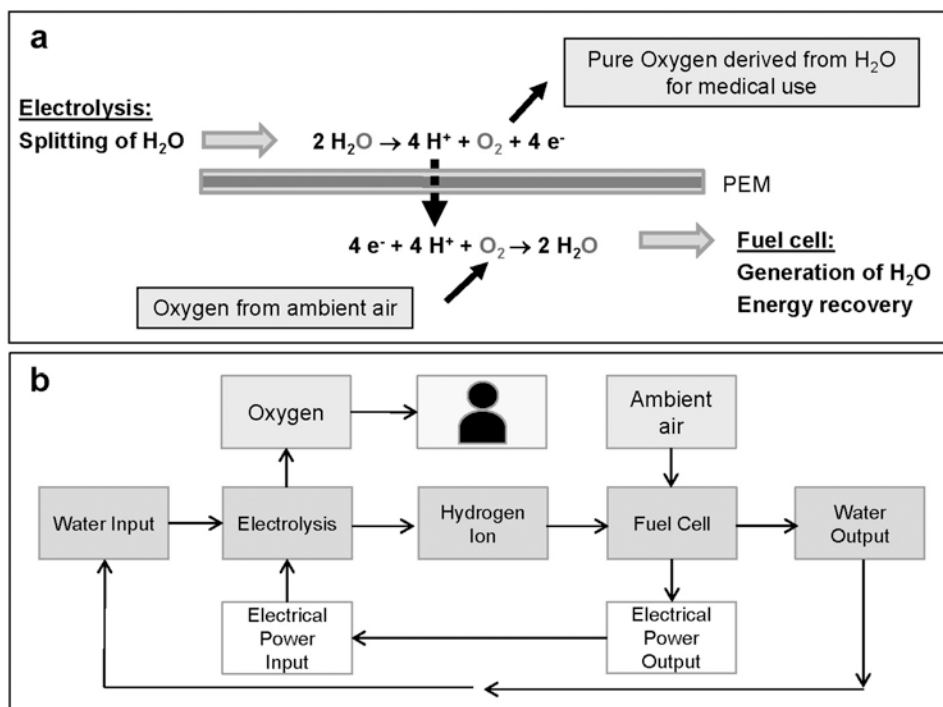 a
Pure Oxygen derived from H₂O
for medical use
Electrolysis:
Splitting of H₂O
2 H₂O → 4 H⁺ + O₂ + 4 e⁻
PEM
4 e⁻ + 4 H⁺ + O₂ → 2 H₂O
Fuel cell:
Generation of H₂O
Energy recovery
Oxygen from ambient air
b
Oxygen
Ambient
air
Water Input
Electrolysis
Hydrogen
Ion
Fuel Cell
Water
Output
Electrical
Power
Input
Electrical
Power
Output